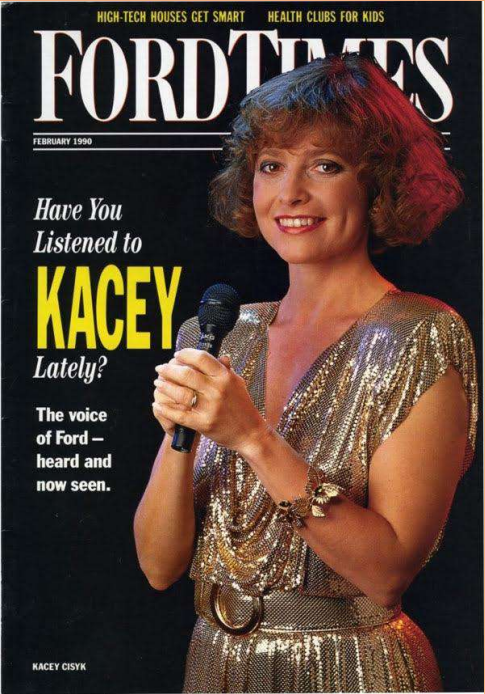 HIGH-TECH HOUSES GET SMART HEALTH CLUBS FOR KIDS
FORD TIMES
FEBRUARY 1990
Have You
Listened to
KACEY
Lately?
The voice
of Ford –
heard and
now seen.
KACEY CISYK